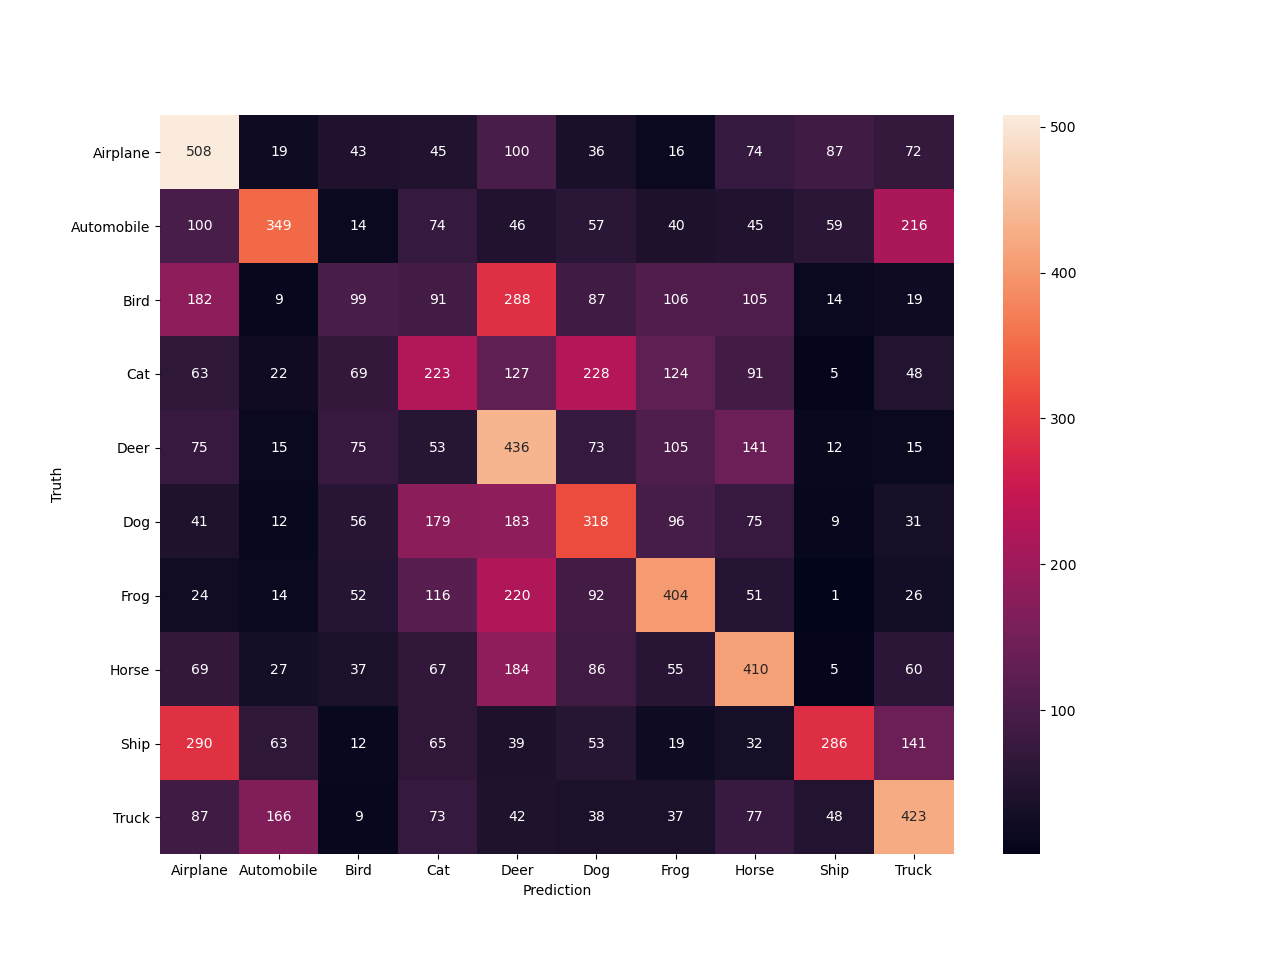 Airplane 508 19 43 45 100 36 16 74 87 72
Automobile 100 349 14 74 46 57 40 45 59 216
Bird 182 9 99 91 288 87 106 105 14 19
Cat 63 22 69 223 127 228 124 91 5 48
Deer 75 15 75 53 436 73 105 141 12 15
Truth
Dog 41 12 56 179 183 318 96 75 9 31
Frog 24 14 52 116 220 92 404 51 1 26
Horse 69 27 37 67 184 86 55 410 5 60
Ship 290 63 12 65 39 53 19 32 286 141
Truck 87 166 9 73 42 38 37 77 48 423
Airplane Automobile Bird Cat Deer Dog Frog Horse Ship Truck
Prediction
500
400
300
200
100